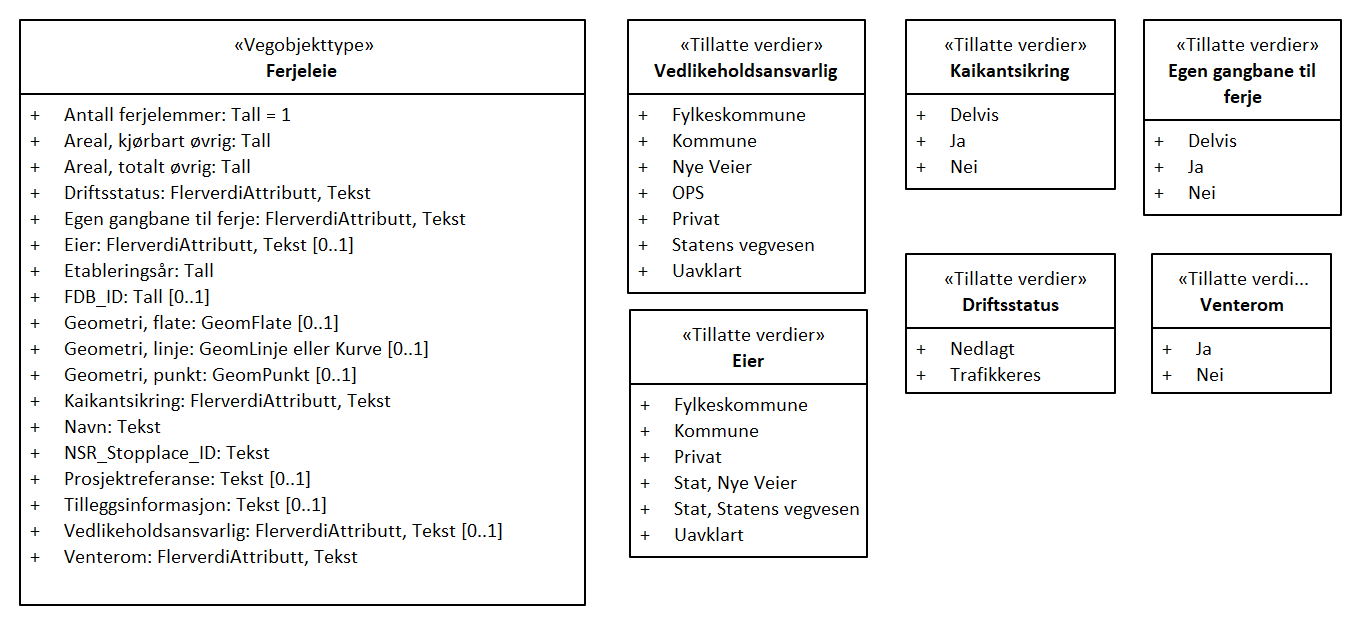 «Vegobjekttype»
Ferjeleie
+ Antall ferjelemmer: Tall = 1
+ Areal, kjørbart øvrig: Tall
+ Areal, totalt øvrig: Tall
+ Driftsstatus: FlerverdiAttributt, Tekst
+ Egen gangbane til ferje: FlerverdiAttributt, Tekst
+ Eier: FlerverdiAttributt, Tekst [0..1]
+ Etableringsår: Tall
+ FDB_ID: Tall [0..1]
+ Geometri, flate: GeomFlate [0..1]
+ Geometri, linje: GeomLinje eller Kurve [0..1]
+ Geometri, punkt: GeomPunkt [0..1]
+ Kaikantsikring: FlerverdiAttributt, Tekst
+ Navn: Tekst
+ NSR_Stopplace_ID: Tekst
+ Prosjektreferanse: Tekst [0..1]
+ Tilleggsinformasjon: Tekst [0..1]
+ Vedlikeholdsansvarlig: FlerverdiAttributt, Tekst [0..1]
+ Venterom: FlerverdiAttributt, Tekst
«Tillatte verdier»
Vedlikeholdsansvarlig
+ Fylkeskommune
+ Kommune
+ Nye Veier
+ OPS
+ Privat
+ Statens vegvesen
+ Uavklart
«Tillatte verdier»
Eier
+ Fylkeskommune
+ Kommune
+ Privat
+ Stat, Nye Veier
+ Stat, Statens vegvesen
+ Uavklart
«Tillatte verdier»
Kaikantsikring
+ Delvis
+ Ja
+ Nei
«Tillatte verdier»
Egen gangbane til
ferje
+ Delvis
+ Ja
+ Nei
«Tillatte verdier»
Driftsstatus
+ Nedlagt
+ Trafikkeres
«Tillatte verdi...
Venterom
+ Ja
+ Nei